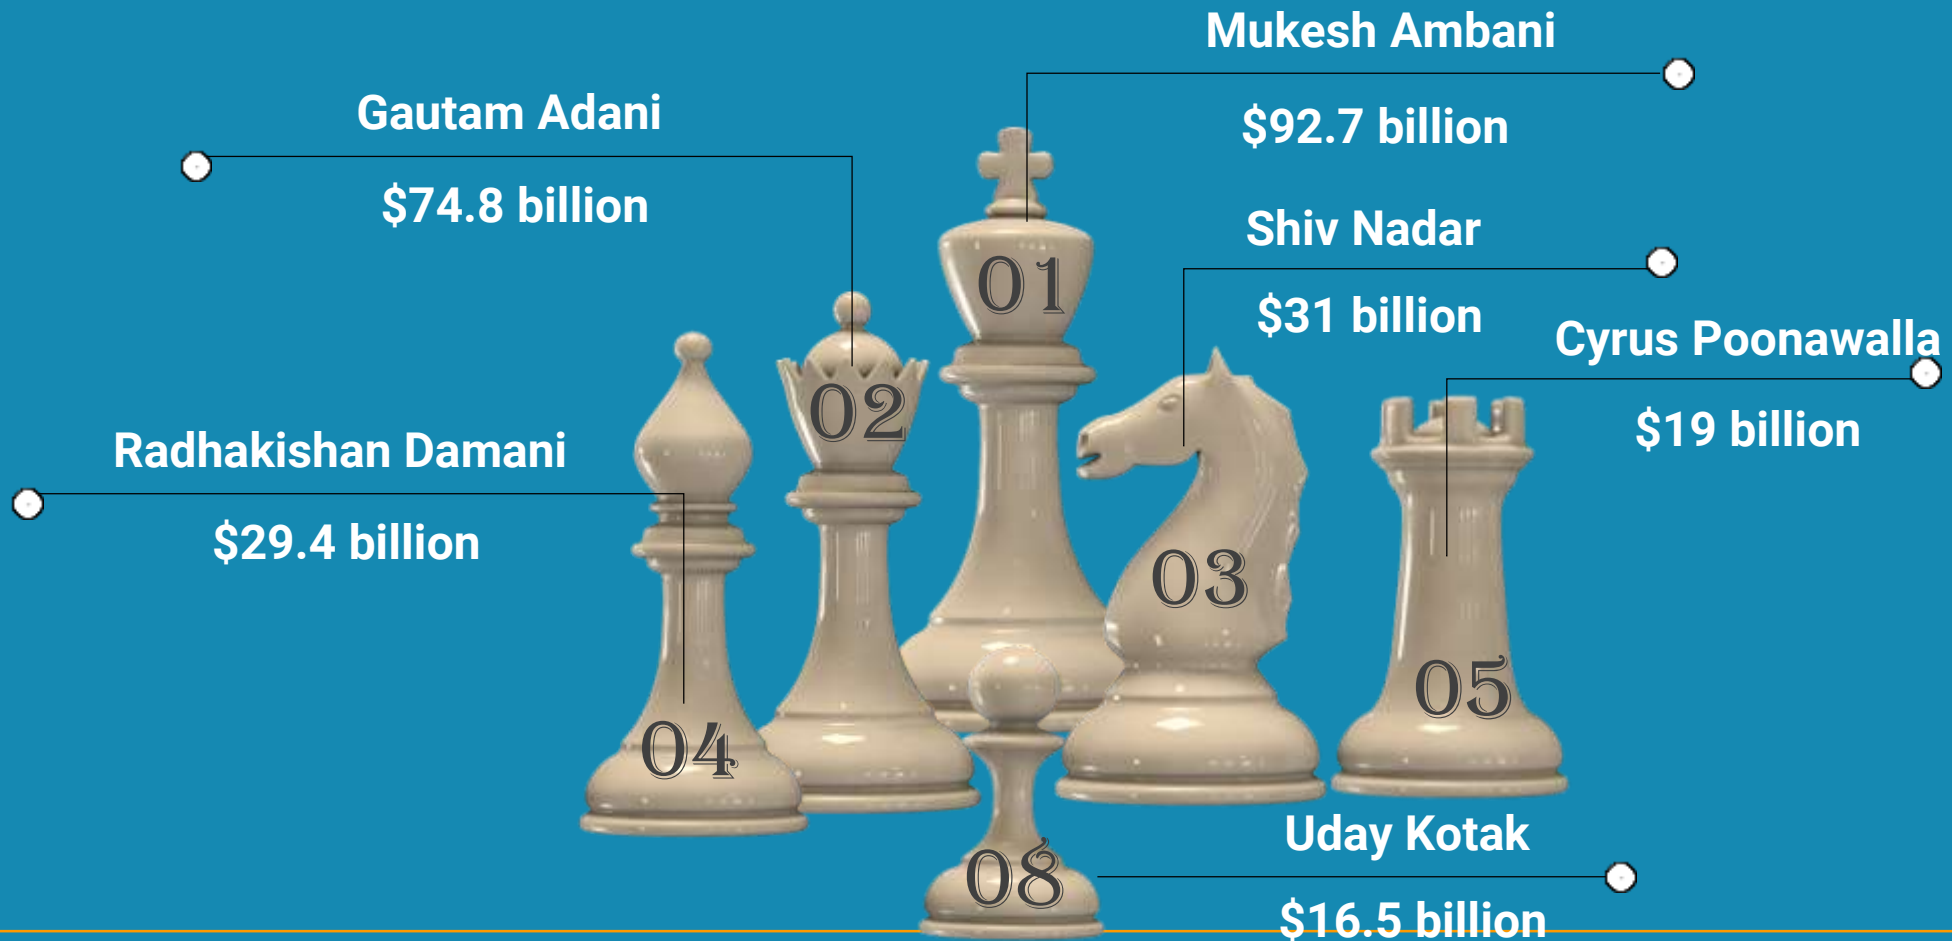 Mukesh Ambani
$92.7 billion
Gautam Adani
$74.8 billion
Shiv Nadar
$31 billion
Cyrus Poonawalla
$19 billion
Radhakishan Damani
$29.4 billion
01
02
03
04
05
08
Uday Kotak
$16.5 billion